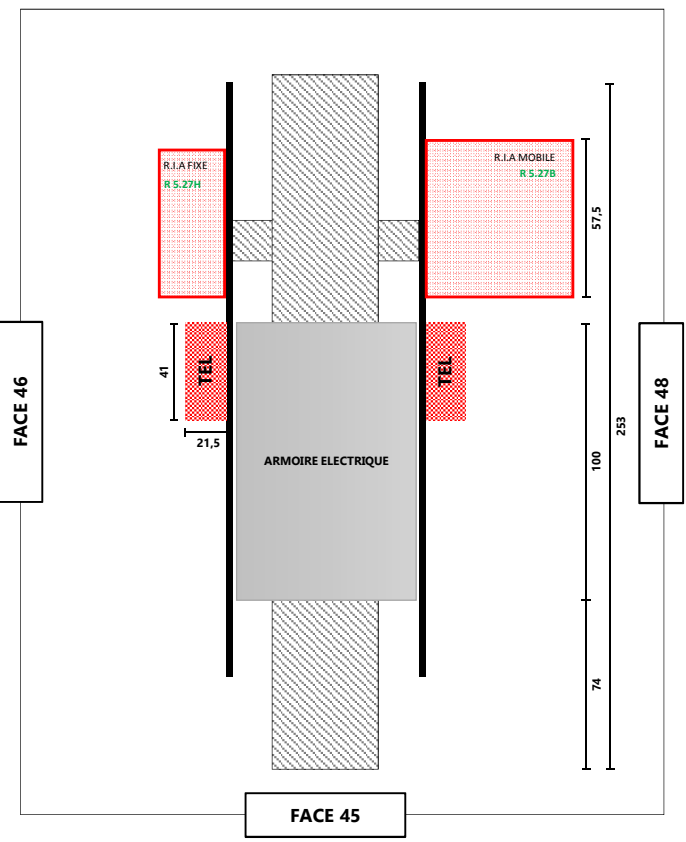 R.I.A FIXE
R 5.27H
R.I.A MOBILE
R 5.27B
57,5
FACE 46
41
TEL
TEL
21,5
ARMOIRE ELECTRIQUE
100
253
FACE 48
74
FACE 45